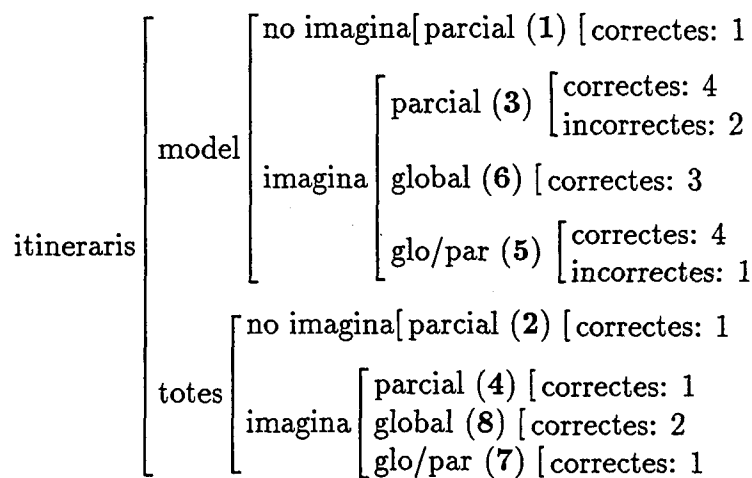 no imagina[parcial (1) [correctes: 1
correctes: 4
parcial (3)
incorrectes: 2
model
imagina
global (6) [correctes: 3
itineraris
correctes: 4
glo/par (5)
incorrectes: 1
no imagina[parcial (2) [correctes: 1
totes
parcial (4) [correctes: 1
imagina
global (8) [correctes: 2
glo/par (7) [correctes: 1